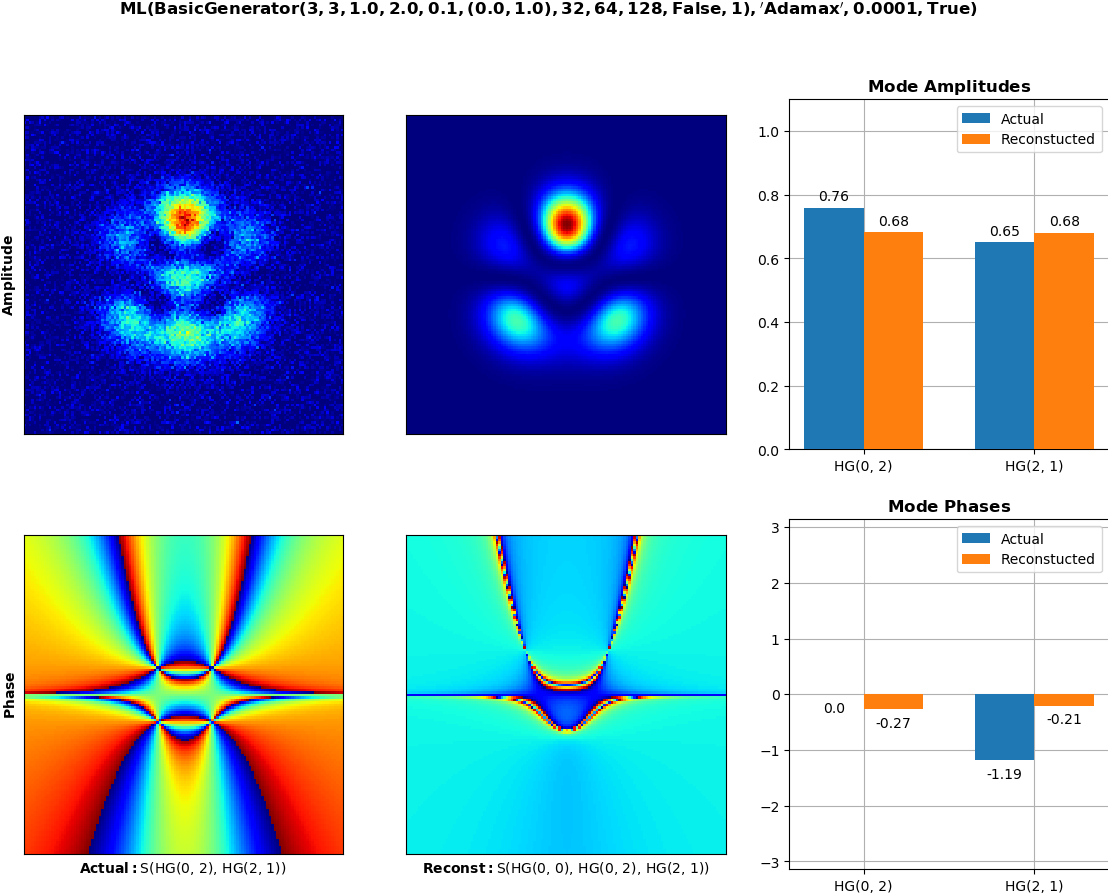 ML(BasicGenerator(3, 3, 1.0, 2.0, 0.1, (0.0, 1.0), 32, 64, 128, False, 1), ′Adamax′, 0.0001, True)
Amplitude
Mode Amplitudes
Actual
Reconstucted
1.0
0.8
0.6
0.4
0.2
0.0
0.76
0.68
0.65
0.68
HG(0, 2)
HG(2, 1)
Phase
Actual: S(HG(0, 2), HG(2, 1))
Reconst: S(HG(0, 0), HG(0, 2), HG(2, 1))
Mode Phases
Actual
Reconstucted
3
2
1
0
−1
−2
−3
0.0
-0.27
-1.19
-0.21
HG(0, 2)
HG(2, 1)